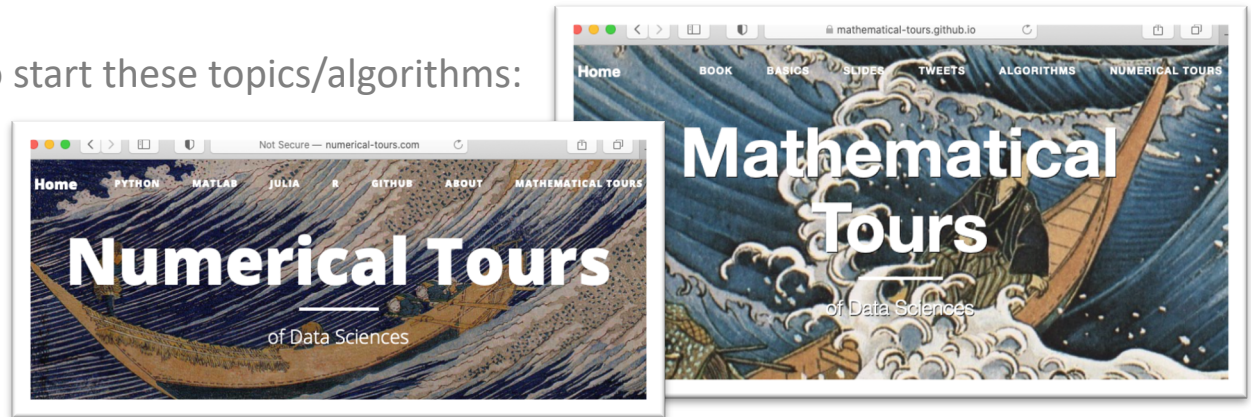 start these topics/algorithms:
mathematical-tours.github.io
Home BOOK BASICS SLIDES TWEETS ALGORITHMS NUMERICAL TOURS
Mathematical
Tours
of Data Sciences
Not Secure — numerical-tours.com
Home PYTHON MATLAB JULIA R GITHUB ABOUT MATHEMATICAL TOURS
Numerical Tours
of Data Sciences